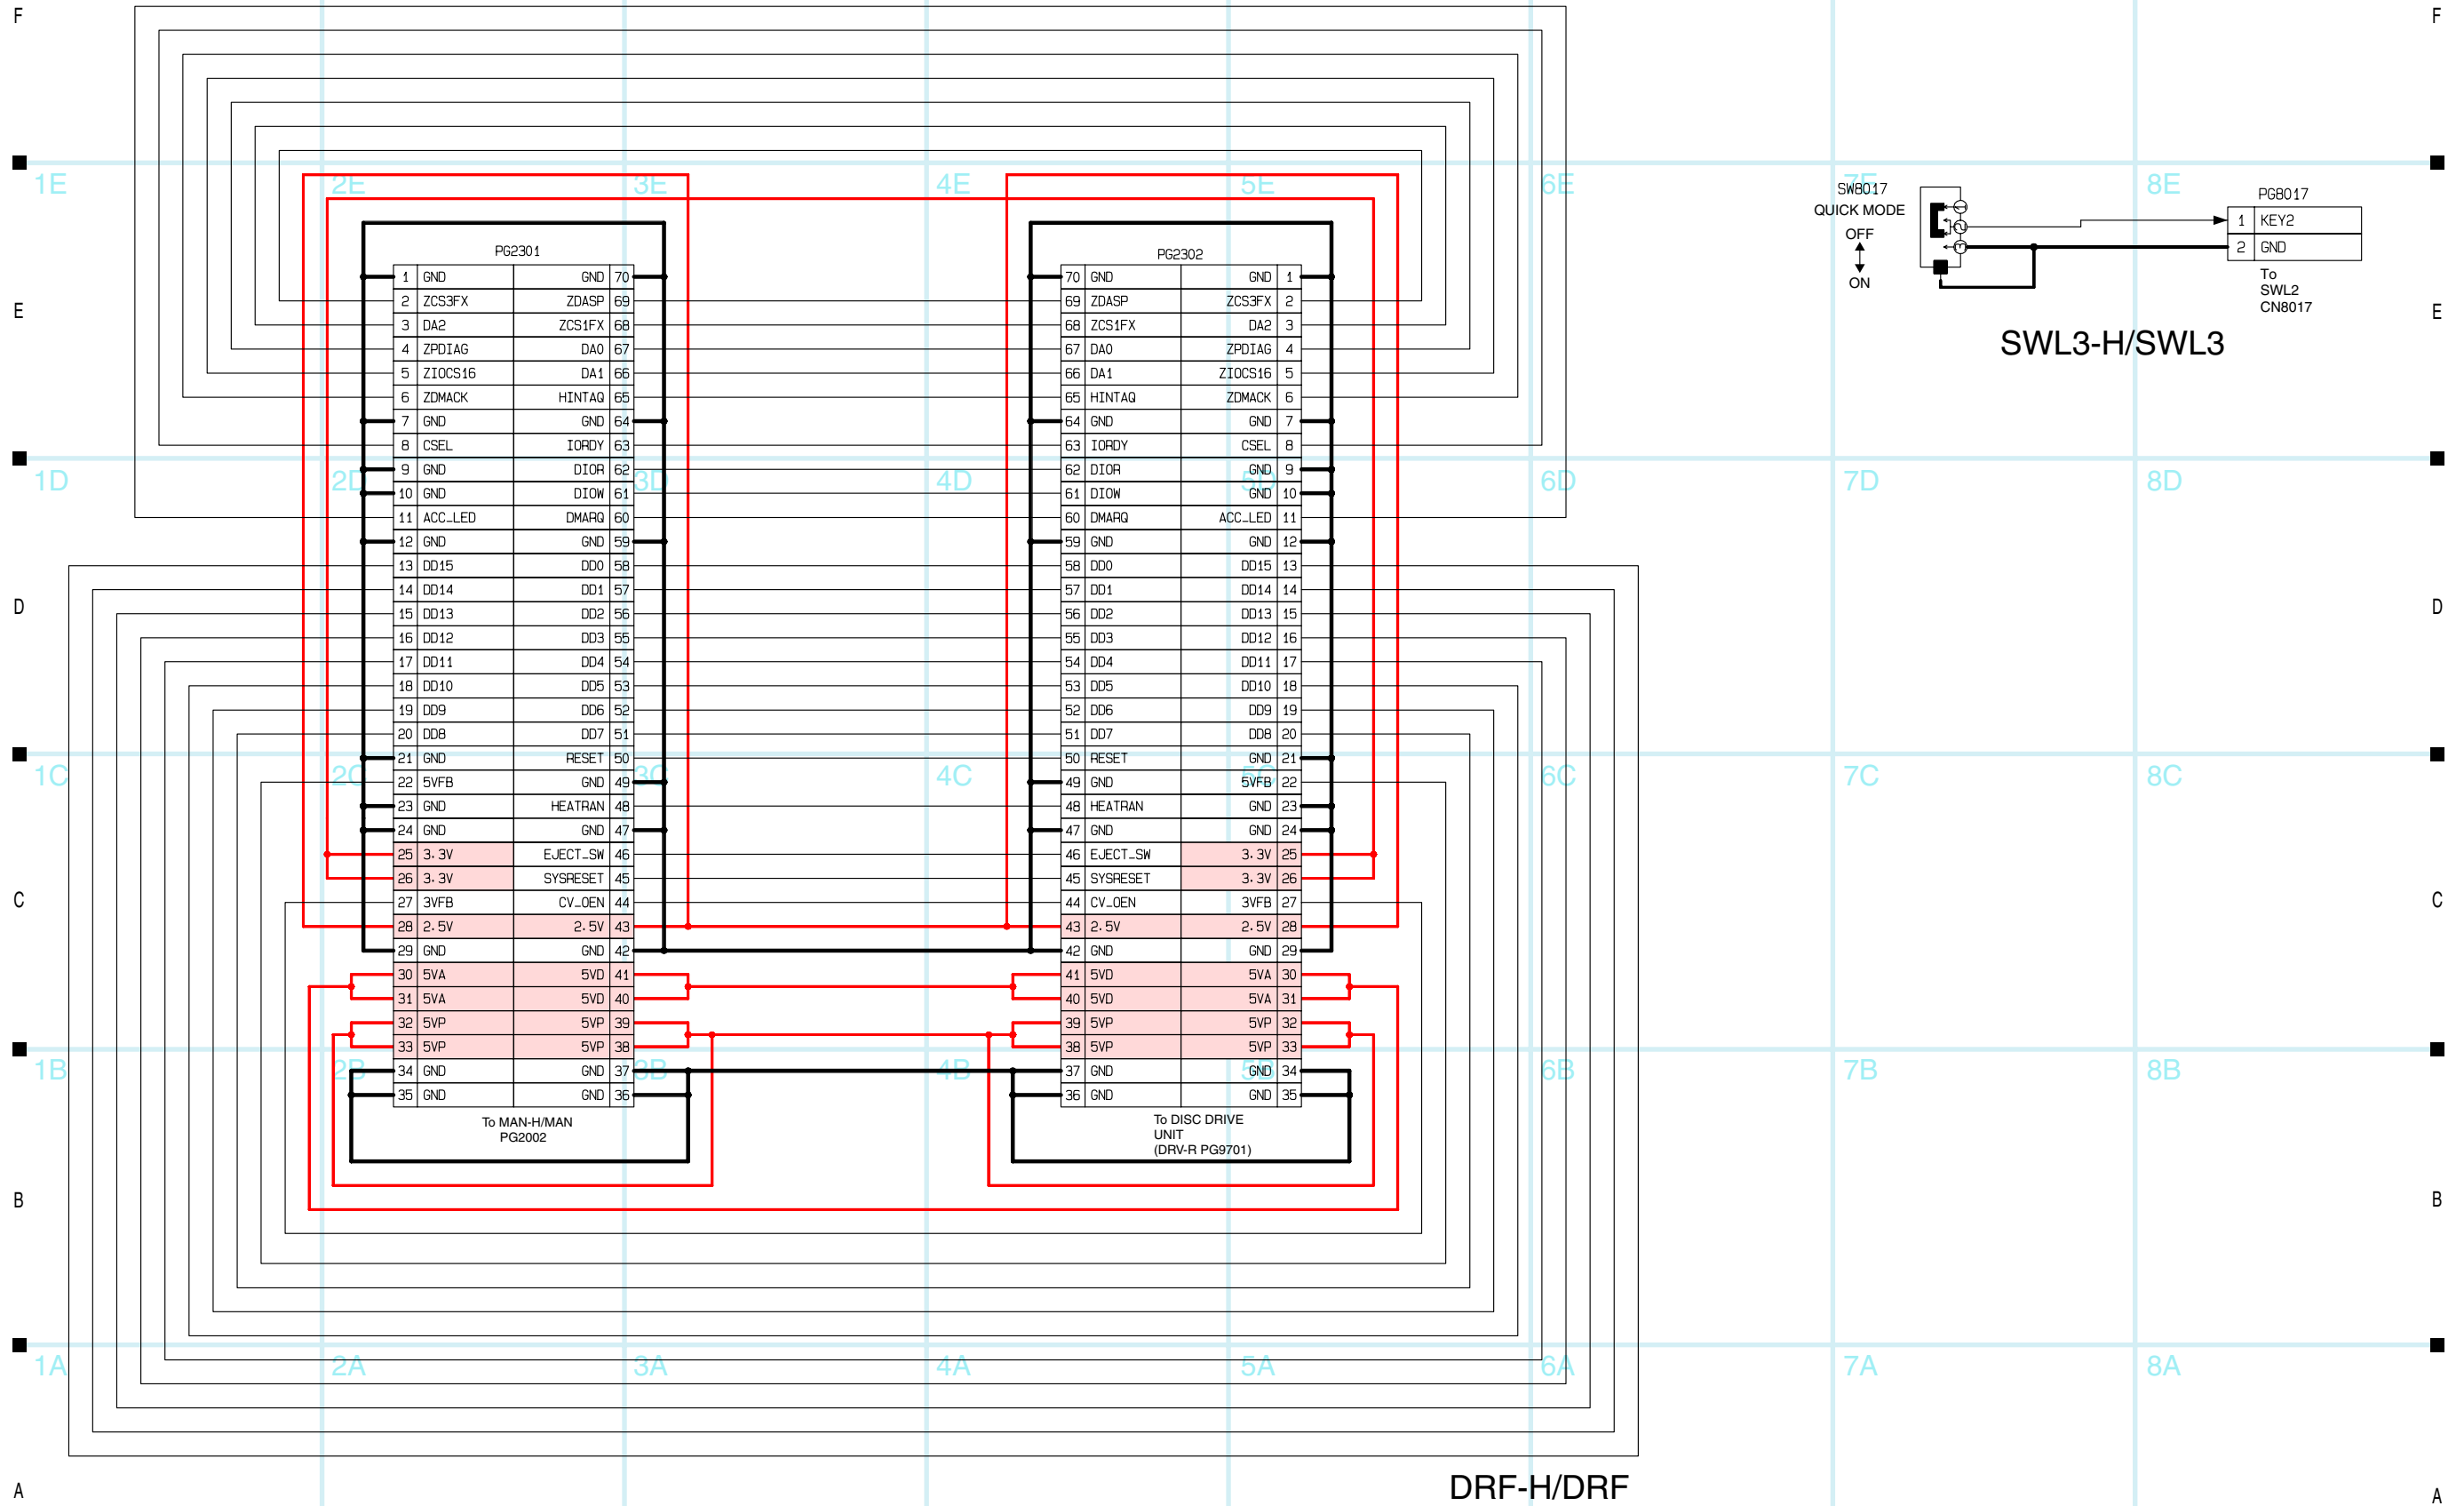 F F
1E 2E 3E 4E 5E 6E 7E 8E
SW8017
QUICK MODE
OFF
ON
PG8017
1 KEY2
2 GND
To
SWL2
CN8017
SWL3-H/SWL3
E E
PG2301
1 GND GND 70
2 ZCS3FX ZDASP 69
3 DA2 ZCS1FX 68
4 ZPDIAG DA0 67
5 ZIOCS16 DA1 66
6 ZDMACK HINTAQ 65
7 GND GND 64
8 CSEL IORDY 63
9 GND DIOR 62
10 GND DIOW 61
11 ACC_LED DMARQ 60
12 GND GND 59
13 DD15 DD0 58
14 DD14 DD1 57
15 DD13 DD2 56
16 DD12 DD3 55
17 DD11 DD4 54
18 DD10 DD5 53
19 DD9 DD6 52
20 DD8 DD7 51
21 GND RESET 50
22 5VFB GND 49
23 GND HEATRAN 48
24 GND GND 47
25 3.3V EJECT_SW 46
26 3.3V SYSRESET 45
27 3VFB CV_OEN 44
28 2.5V 2.5V 43
29 GND GND 42
30 5VA 5VD 41
31 5VA 5VD 40
32 5VP 5VP 39
33 5VP 5VP 38
34 GND GND 37
35 GND GND 36
To MAN-H/MAN
PG2002
PG2302
70 GND GND 1
69 ZDASP ZCS3FX 2
68 ZCS1FX DA2 3
67 DA0 ZPDIAG 4
66 DA1 ZIOCS16 5
65 HINTAQ ZDMACK 6
64 GND GND 7
63 IORDY CSEL 8
62 DIOR GND 9
61 DIOW GND 10
60 DMARQ ACC_LED 11
59 GND GND 12
58 DD0 DD15 13
57 DD1 DD14 14
56 DD2 DD13 15
55 DD3 DD12 16
54 DD4 DD11 17
53 DD5 DD10 18
52 DD6 DD9 19
51 DD7 DD8 20
50 RESET GND 21
49 GND 5VFB 22
48 HEATRAN GND 23
47 GND GND 24
46 EJECT_SW 3.3V 25
45 SYSRESET 3.3V 26
44 CV_OEN 3VFB 27
43 2.5V 2.5V 28
42 GND GND 29
41 5VD 5VA 30
40 5VD 5VA 31
39 5VP 5VP 32
38 5VP 5VP 33
37 GND GND 34
36 GND GND 35
To DISC DRIVE
UNIT
(DRV-R PG9701)
1D 2D 3D 4D 5D 6D 7D 8D
D D
1C 2C 3C 4C 5C 6C 7C 8C
C C
1B 2B 3B 4B 5B 6B 7B 8B
B B
1A 2A 3A 4A 5A 6A 7A 8A
DRF-H/DRF
A A